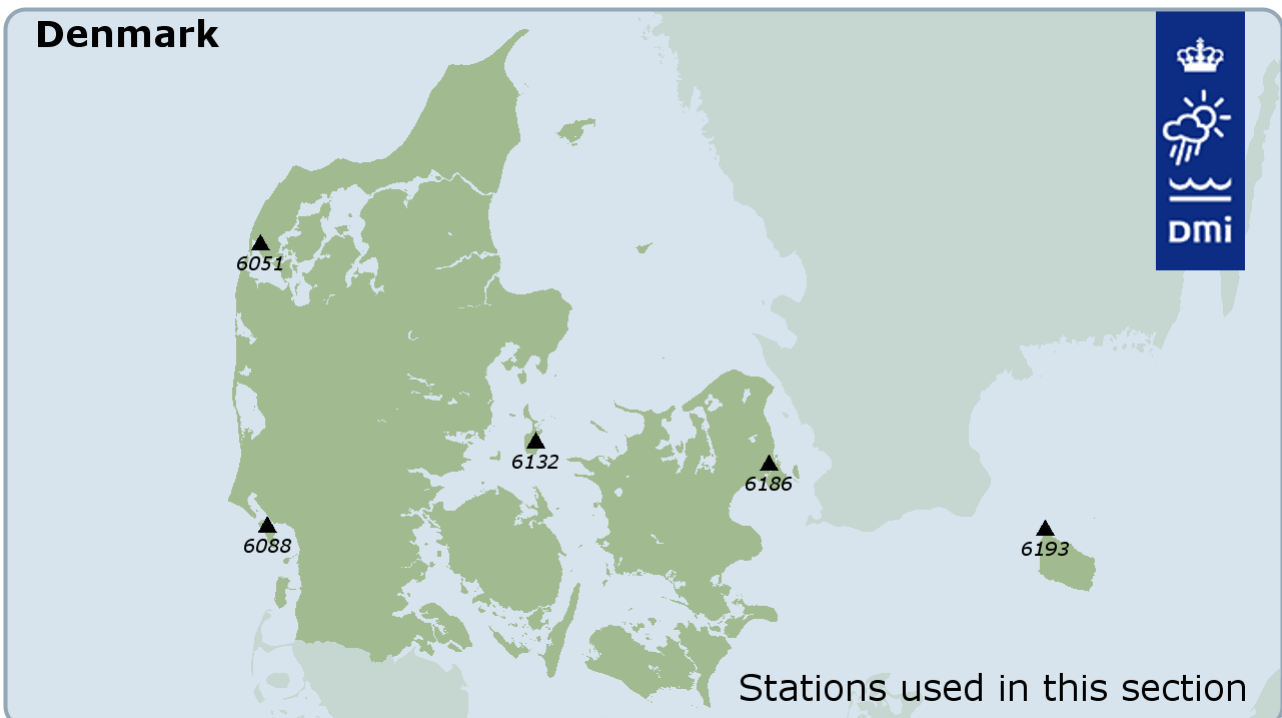 Denmark
DMi
6051
6132
6186
6088
6193
Stations used in this section